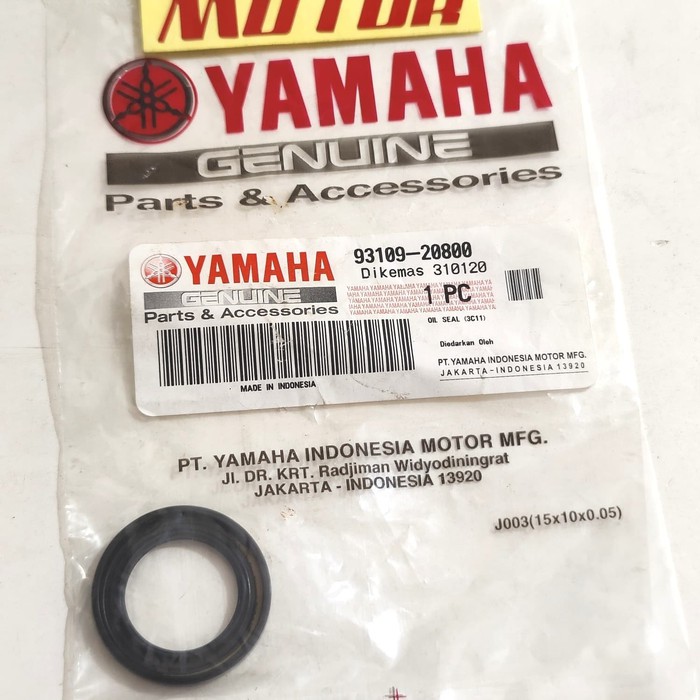 MOTOR
YAMAHA
GENUINE
Parts & Accessories
YAMAHA
GENUINE
Parts & Accessories
MADE IN INDONESIA
93109-20800
Dikemas 310120
1 PC
OIL SEAL (3C11)
Diedarkan Oleh
PT. YAMAHA INDONESIA MOTOR MFG.
JAKARTA-INDONESIA 13920
PT. YAMAHA INDONESIA MOTOR MFG.
Jl. DR. KRT. Radjiman Widyodiningrat
JAKARTA - INDONESIA 13920
J003(15x10x0.05)